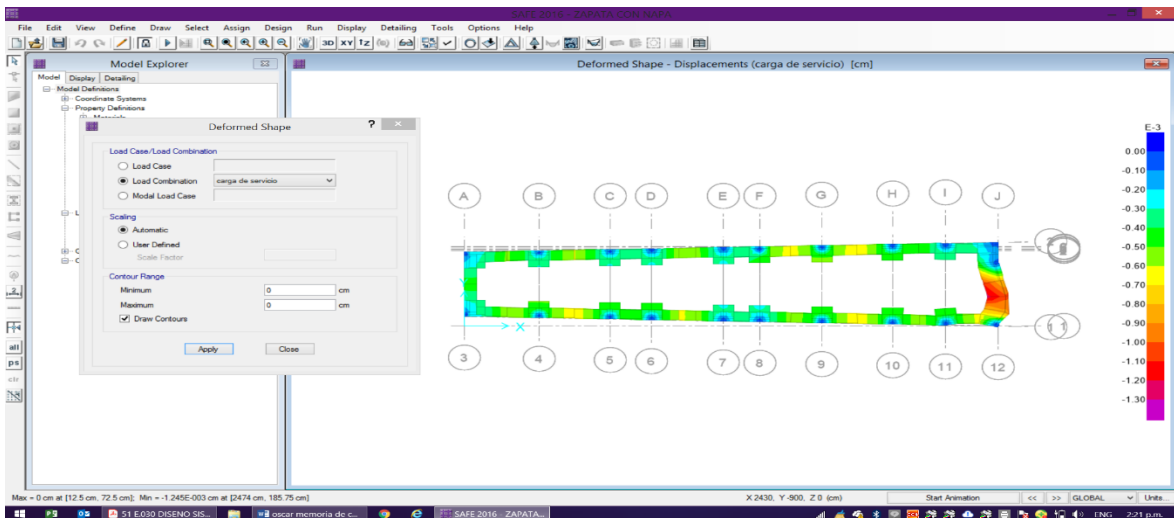 SAFE 2016 - ZAPATA CON NAPA
File Edit View Define Draw Select Assign Design Run Display Detailing Tools Options Help
3D XY
Model Explorer
Deformed Shape - Displacements (carga de servicio) [cm]
Model Display Detailing
Model Definitions
Coordinate Systems
Property Definitions
Deformed Shape
?
Load Case/Load Combination
Load Case
Load Combination carga de servicio
Modal Load Case
Scaling
Automatic
User Defined
Scale Factor
Contour Range
Minimum 0 cm
Maximum 0 cm
Draw Contours
Apply Close
all
ps
clr
A B C D E F G H I J
X
3 4 5 6 7 8 9 10 11 12
E-3
0.00
-0.10
-0.20
-0.30
-0.40
-0.50
-0.60
-0.70
-0.80
-0.90
-1.00
-1.10
-1.20
-1.30
Max = 0 cm at [12.5 cm, 72.5 cm]; Min = -1.245E-003 cm at [2474 cm, 185.75 cm]
X 2430, Y -900, Z 0 (cm)
Start Animation << >> GLOBAL Units...
51 E.030 DISENO SIS... oscar memoria de c... SAFE 2016 - ZAPATA... ENG 2:21 p.m.